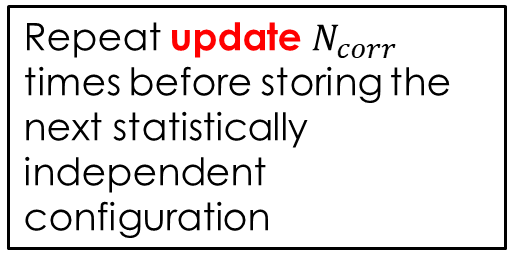 Repeat update N_corr
times before storing the
next statistically
independent
configuration